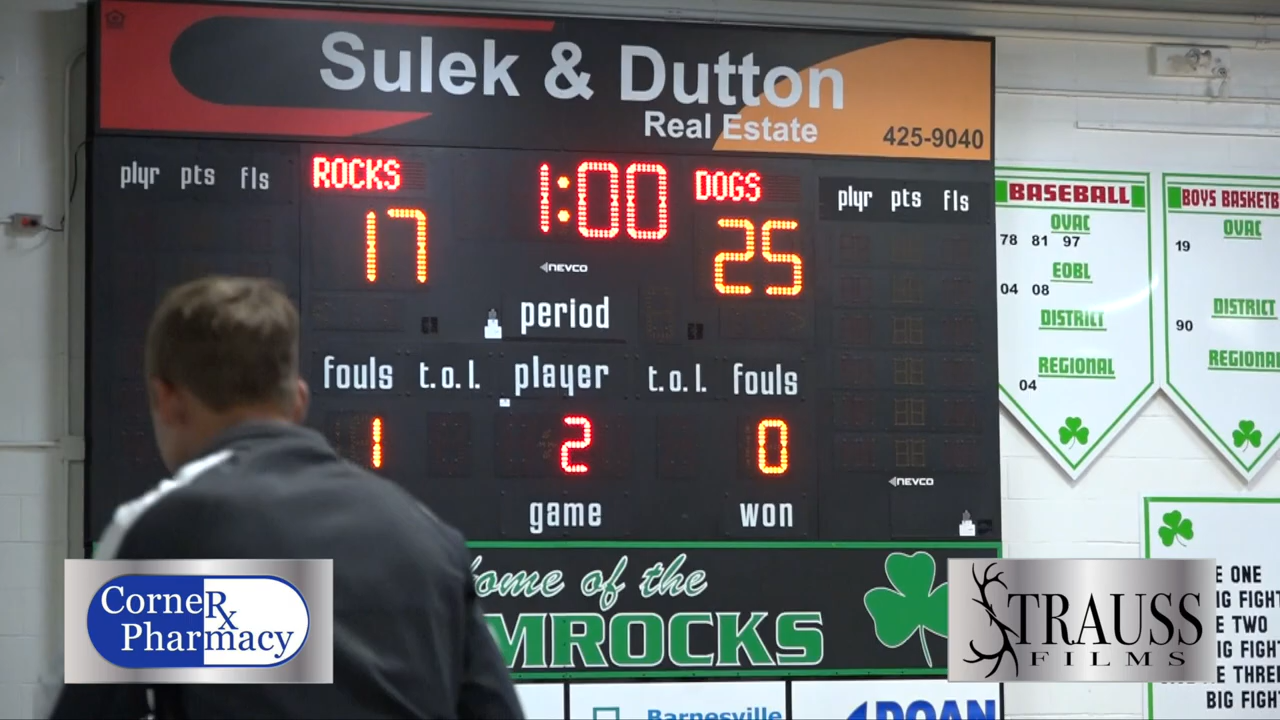 Sulek & Dutton
Real Estate
425-9040
plyr pts fls
ROCKS
1:00
DOGS
plyr pts fls
17
25
NEVCO
period
fouls t.o.l. player t.o.l. fouls
1
2
0
NEVCO
game
won
ome of the
MROCKS
Barnesville
DOAN
BASEBALL
OVAC
78 81 97
EOBL
04 08
DISTRICT
REGIONAL
04
BOYS BASKETB
OVAC
19
DISTRICT
90
REGIONAL
E ONE
IG FIGHT
E TWO
IG FIGHT
THREE
BIG FIGH
CorneRx
Pharmacy
STRAUSS
FILMS